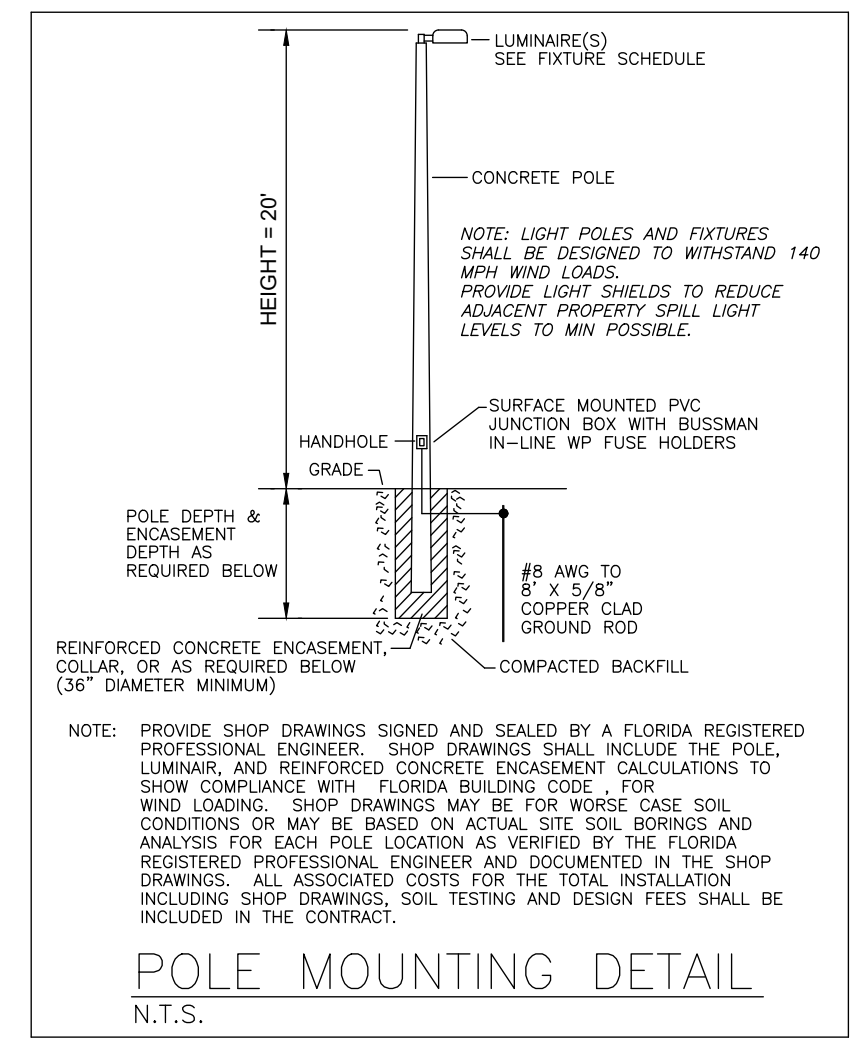 LUMINAIRE(S)
SEE FIXTURE SCHEDULE
HEIGHT = 20'
CONCRETE POLE
NOTE: LIGHT POLES AND FIXTURES
SHALL BE DESIGNED TO WITHSTAND 140
MPH WIND LOADS.
PROVIDE LIGHT SHIELDS TO REDUCE
ADJACENT PROPERTY SPILL LIGHT
LEVELS TO MIN POSSIBLE.
SURFACE MOUNTED PVC
JUNCTION BOX WITH BUSSMAN
IN-LINE WP FUSE HOLDERS
HANDHOLE
GRADE
POLE DEPTH &
ENCASEMENT
DEPTH AS
REQUIRED BELOW
#8 AWG TO
8' X 5/8"
COPPER CLAD
GROUND ROD
REINFORCED CONCRETE ENCASEMENT,
COLLAR, OR AS REQUIRED BELOW
(36" DIAMETER MINIMUM)
COMPACTED BACKFILL
NOTE: PROVIDE SHOP DRAWINGS SIGNED AND SEALED BY A FLORIDA REGISTERED
PROFESSIONAL ENGINEER. SHOP DRAWINGS SHALL INCLUDE THE POLE,
LUMINAIR, AND REINFORCED CONCRETE ENCASEMENT CALCULATIONS TO
SHOW COMPLIANCE WITH FLORIDA BUILDING CODE , FOR
WIND LOADING. SHOP DRAWINGS MAY BE FOR WORSE CASE SOIL
CONDITIONS OR MAY BE BASED ON ACTUAL SITE SOIL BORINGS AND
ANALYSIS FOR EACH POLE LOCATION AS VERIFIED BY THE FLORIDA
REGISTERED PROFESSIONAL ENGINEER AND DOCUMENTED IN THE SHOP
DRAWINGS. ALL ASSOCIATED COSTS FOR THE TOTAL INSTALLATION
INCLUDING SHOP DRAWINGS, SOIL TESTING AND DESIGN FEES SHALL BE
INCLUDED IN THE CONTRACT.
POLE MOUNTING DETAIL
N.T.S.